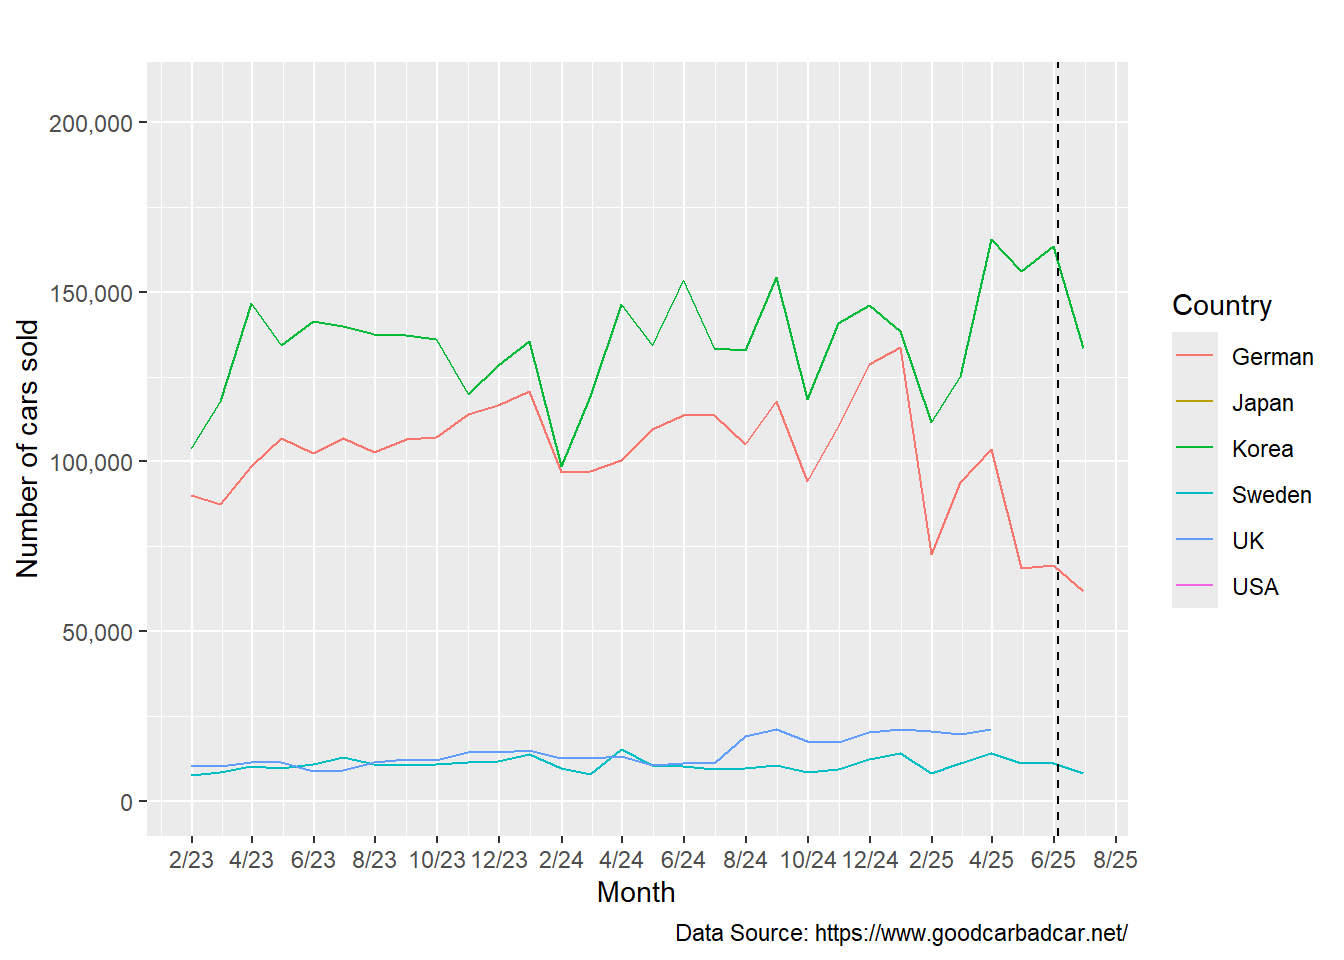 200,000
150,000
100,000
50,000
0
Number of cars sold
2/23 4/23 6/23 8/23 10/23 12/23 2/24 4/24 6/24 8/24 10/24 12/24 2/25 4/25 6/25 8/25
Month
Country
German
Japan
Korea
Sweden
UK
USA
Data Source: https://www.goodcarbadcar.net/